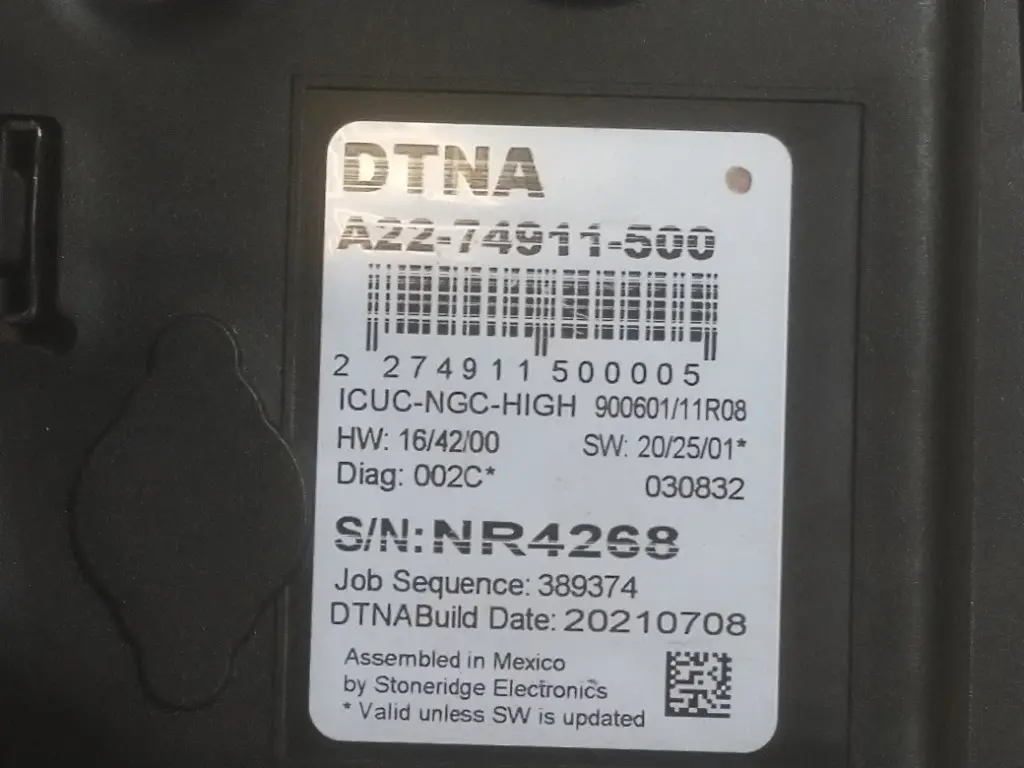 DTNA
A22-74911-500
2 274911 500005
ICUC-NGC-HIGH 900601/11R08
HW: 16/42/00 SW: 20/25/01*
Diag: 002C* 030832
S/N:NR4268
Job Sequence: 389374
DTNABuild Date: 20210708
Assembled in Mexico
by Stoneridge Electronics
* Valid unless SW is updated